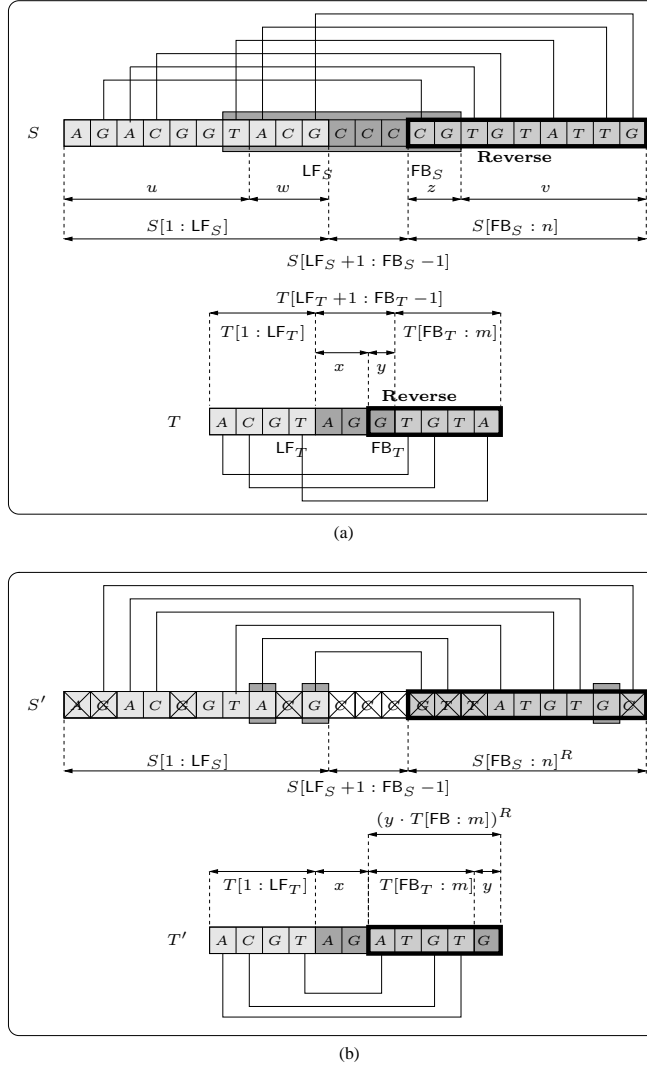 S A G A C G G T A C G C C C C G T G T A T T G
Reverse
LF_S FB_S
u w z v
S[1 : LF_S] S[FB_S : n]
S[LF_S +1 : FB_S −1]
T[LF_T +1 : FB_T −1]
T[1 : LF_T] T[FB_T : m]
x y
Reverse
T A C G T A G G T G T A
LF_T FB_T
(a)
S′ A G A C G G T A C G C C C G T T A T G T G C
S[1 : LF_S] S[FB_S : n]^R
S[LF_S +1 : FB_S −1]
(y · T[FB : m])^R
T[1 : LF_T] x T[FB_T : m] y
T′ A C G T A G A T G T G
(b)